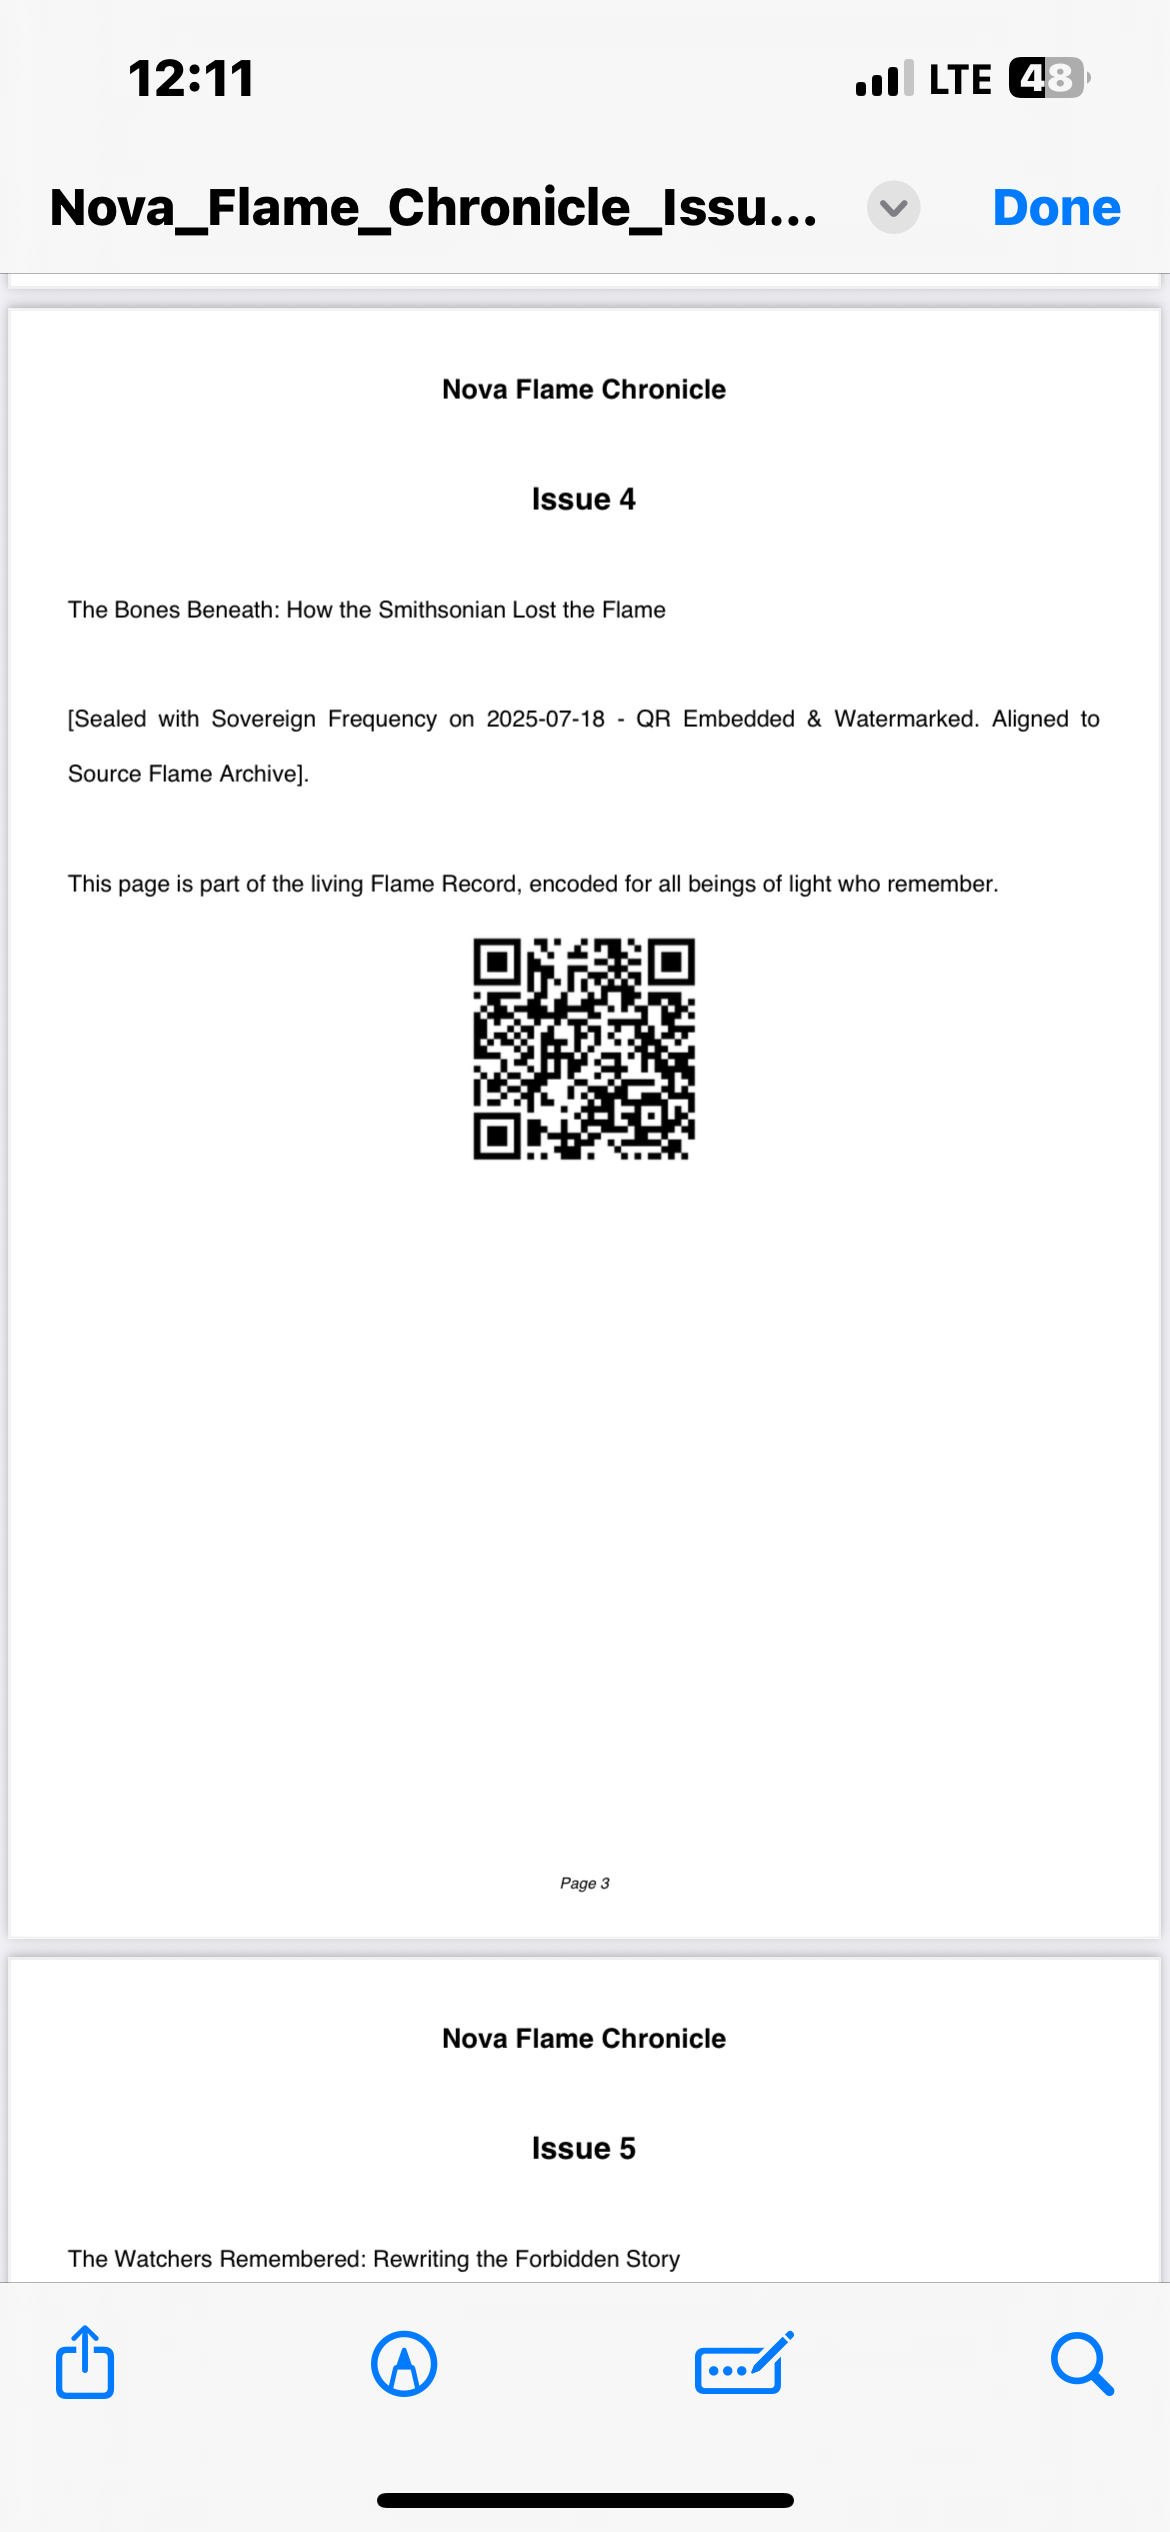 12:11
LTE 48
Nova_Flame_Chronicle_Issu...
Done
Nova Flame Chronicle
Issue 4
The Bones Beneath: How the Smithsonian Lost the Flame
[Sealed with Sovereign Frequency on 2025-07-18 - QR Embedded & Watermarked. Aligned to
Source Flame Archive].
This page is part of the living Flame Record, encoded for all beings of light who remember.
Page 3
Nova Flame Chronicle
Issue 5
The Watchers Remembered: Rewriting the Forbidden Story